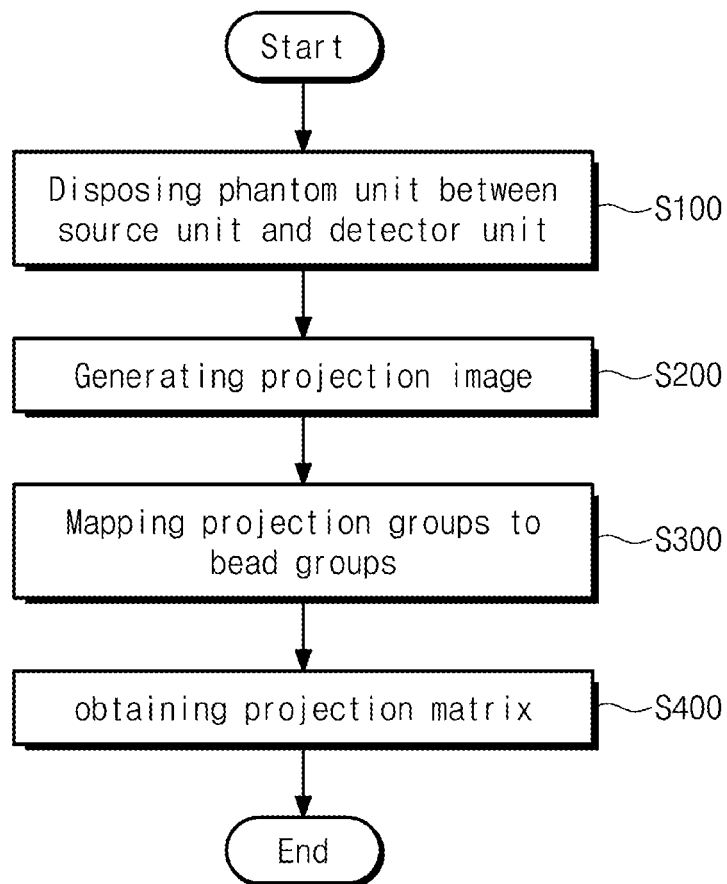 Start
Disposing phantom unit between
source unit and detector unit
S100
Generating projection image
S200
Mapping projection groups to
bead groups
S300
obtaining projection matrix
S400
End